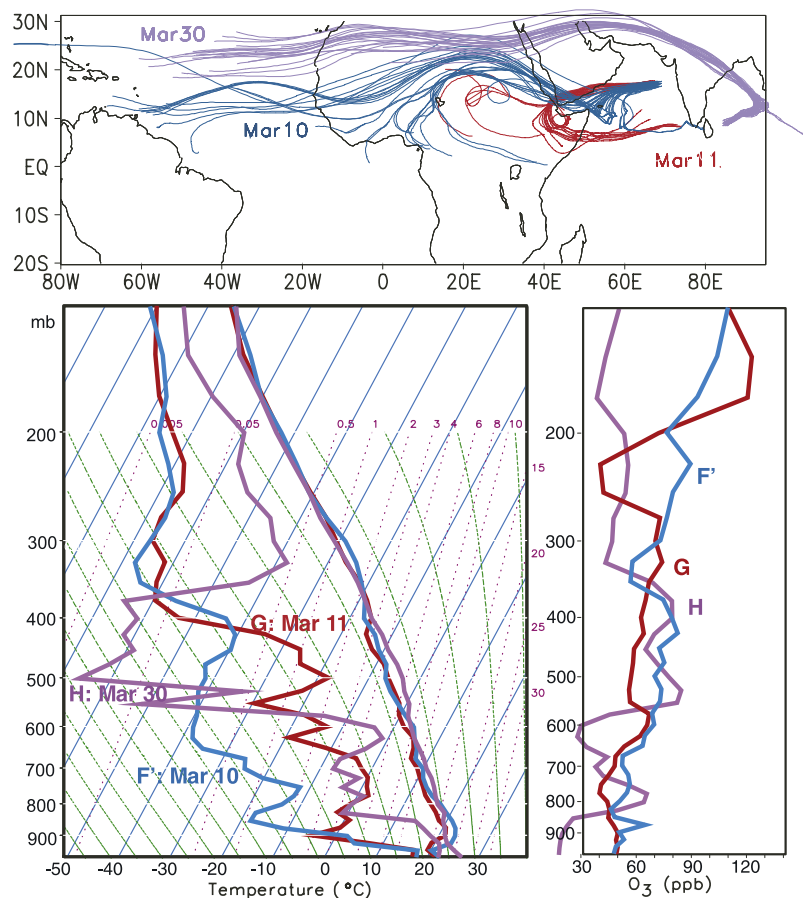 30N
20N
10N
EQ
10S
20S
Mar30
Mar10
Mar11
80W 60W 40W 20W 0 20E 40E 60E 80E
mb
200
300
400
500
600
700
800
900
0.005 0.05 0.5 1 2 3 4 6 8 10
15
20
25
30
G: Mar 11
H: Mar 30
F': Mar 10
-50 -40 -30 -20 -10 0 10 20 30
Temperature (°C)
200
300
400
500
600
700
800
900
F'
G
H
30 60 90 120
O3 (ppb)